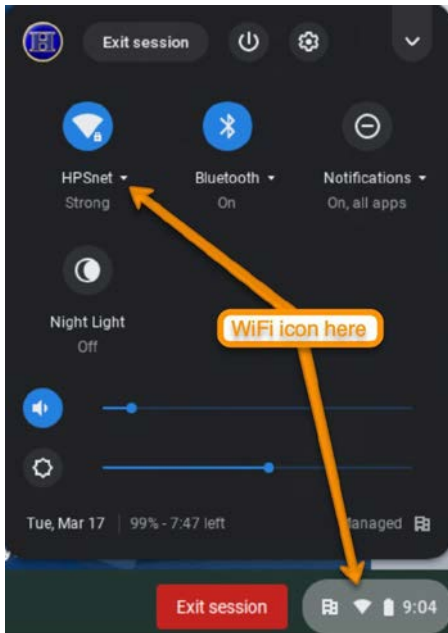 Exit session
HPSnet Bluetooth Notifications
Strong On On, all apps
WiFi icon here
Night Light
Off
Tue, Mar 17 99% - 7:47 left Managed
Exit session 9:04